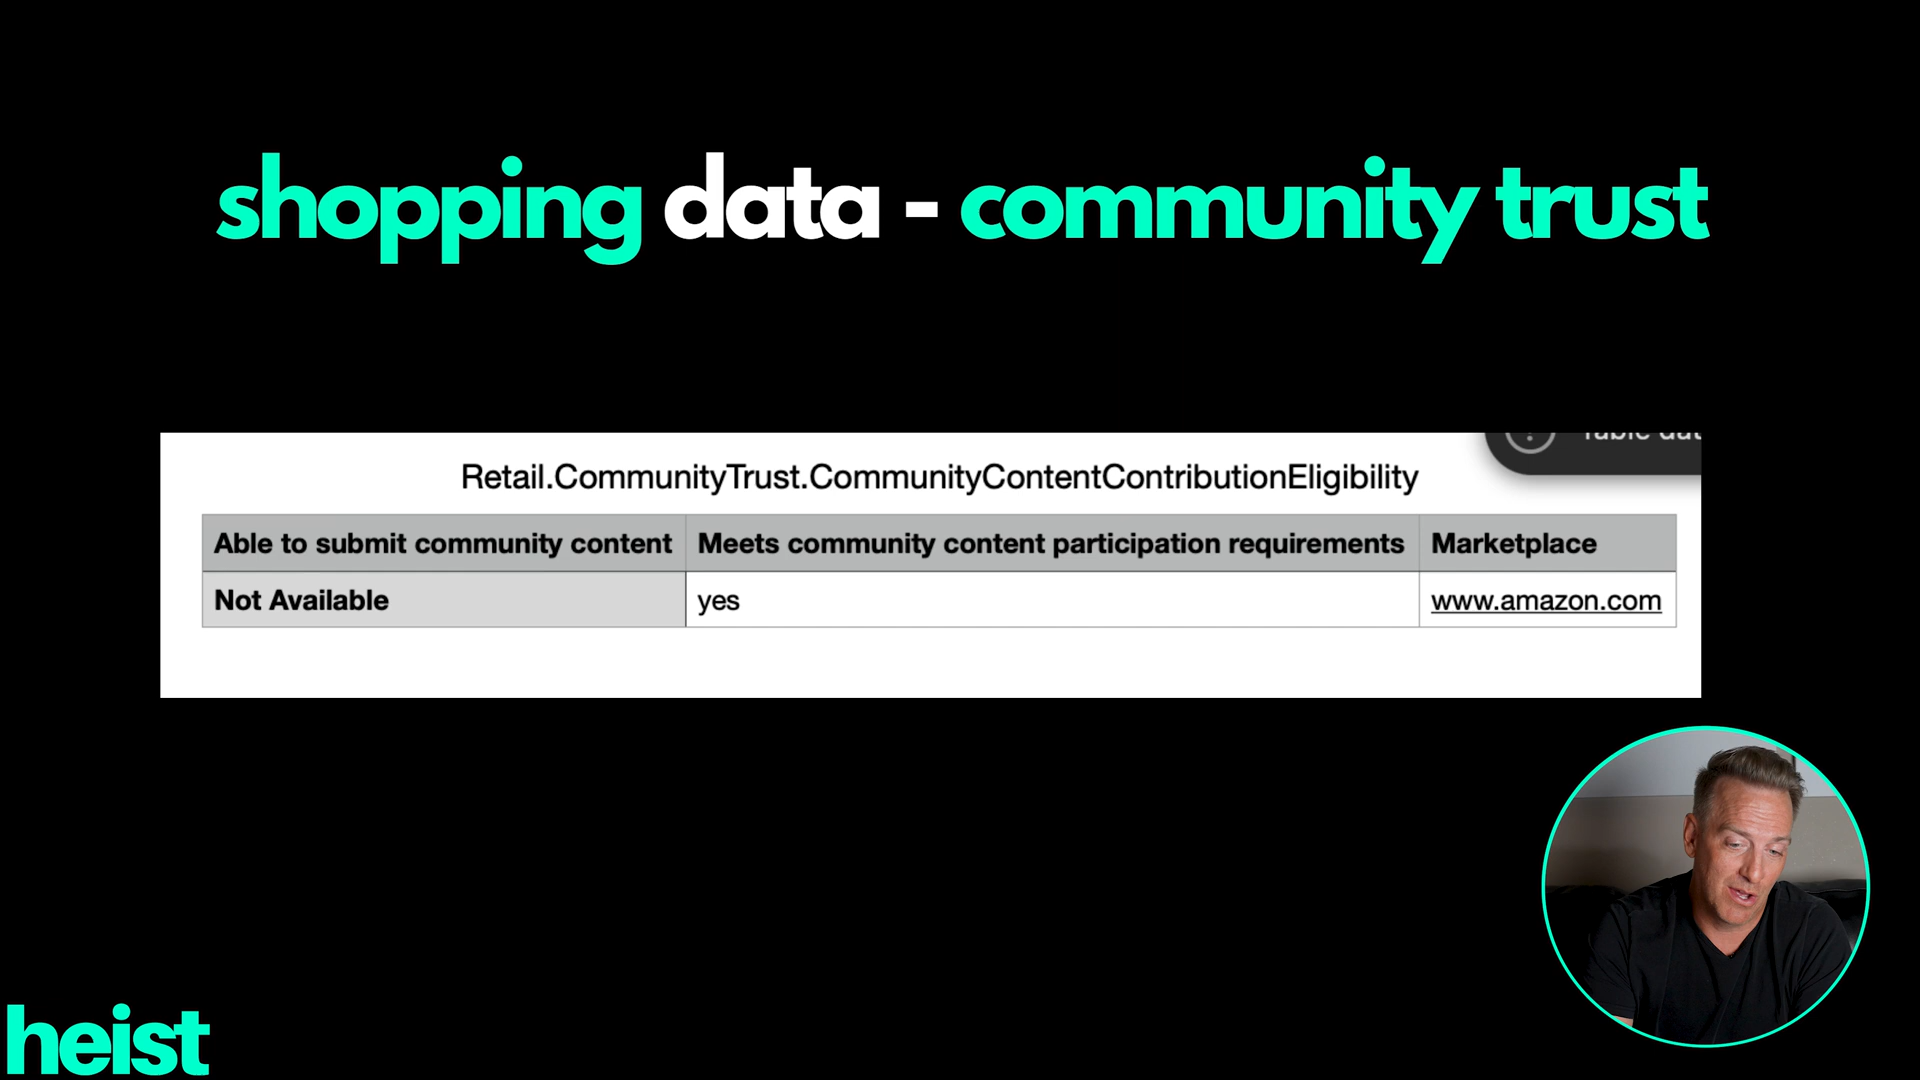 shopping data - community trust
Retail.CommunityTrust.CommunityContentContributionEligibility
Able to submit community content Meets community content participation requirements Marketplace
Not Available yes www.amazon.com
heist